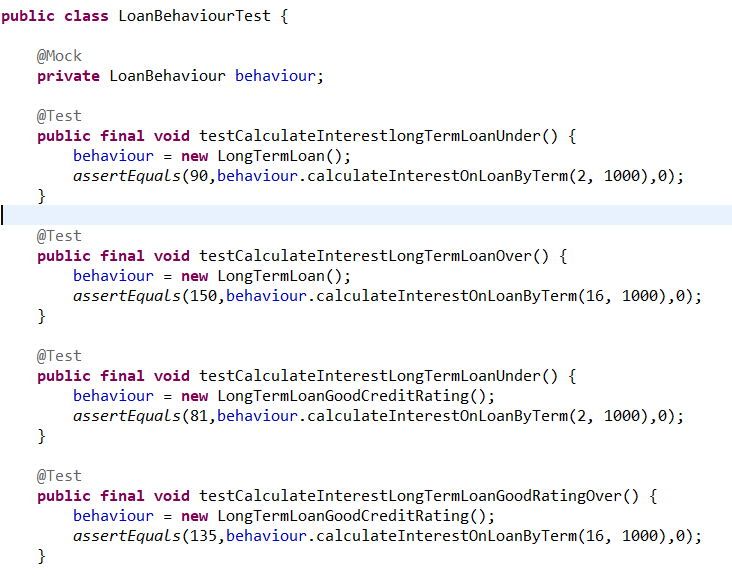 public class LoanBehaviourTest {
@Mock
private LoanBehaviour behaviour;
@Test
public final void testCalculateInterestlongTermLoanUnder() {
behaviour = new LongTermLoan();
assertEquals(90,behaviour.calculateInterestOnLoanByTerm(2, 1000),0);
}
@Test
public final void testCalculateInterestLongTermLoanOver() {
behaviour = new LongTermLoan();
assertEquals(150,behaviour.calculateInterestOnLoanByTerm(16, 1000),0);
}
@Test
public final void testCalculateInterestLongTermLoanUnder() {
behaviour = new LongTermLoanGoodCreditRating();
assertEquals(81,behaviour.calculateInterestOnLoanByTerm(2, 1000),0);
}
@Test
public final void testCalculateInterestLongTermLoanGoodRatingOver() {
behaviour = new LongTermLoanGoodCreditRating();
assertEquals(135,behaviour.calculateInterestOnLoanByTerm(16, 1000),0);
}